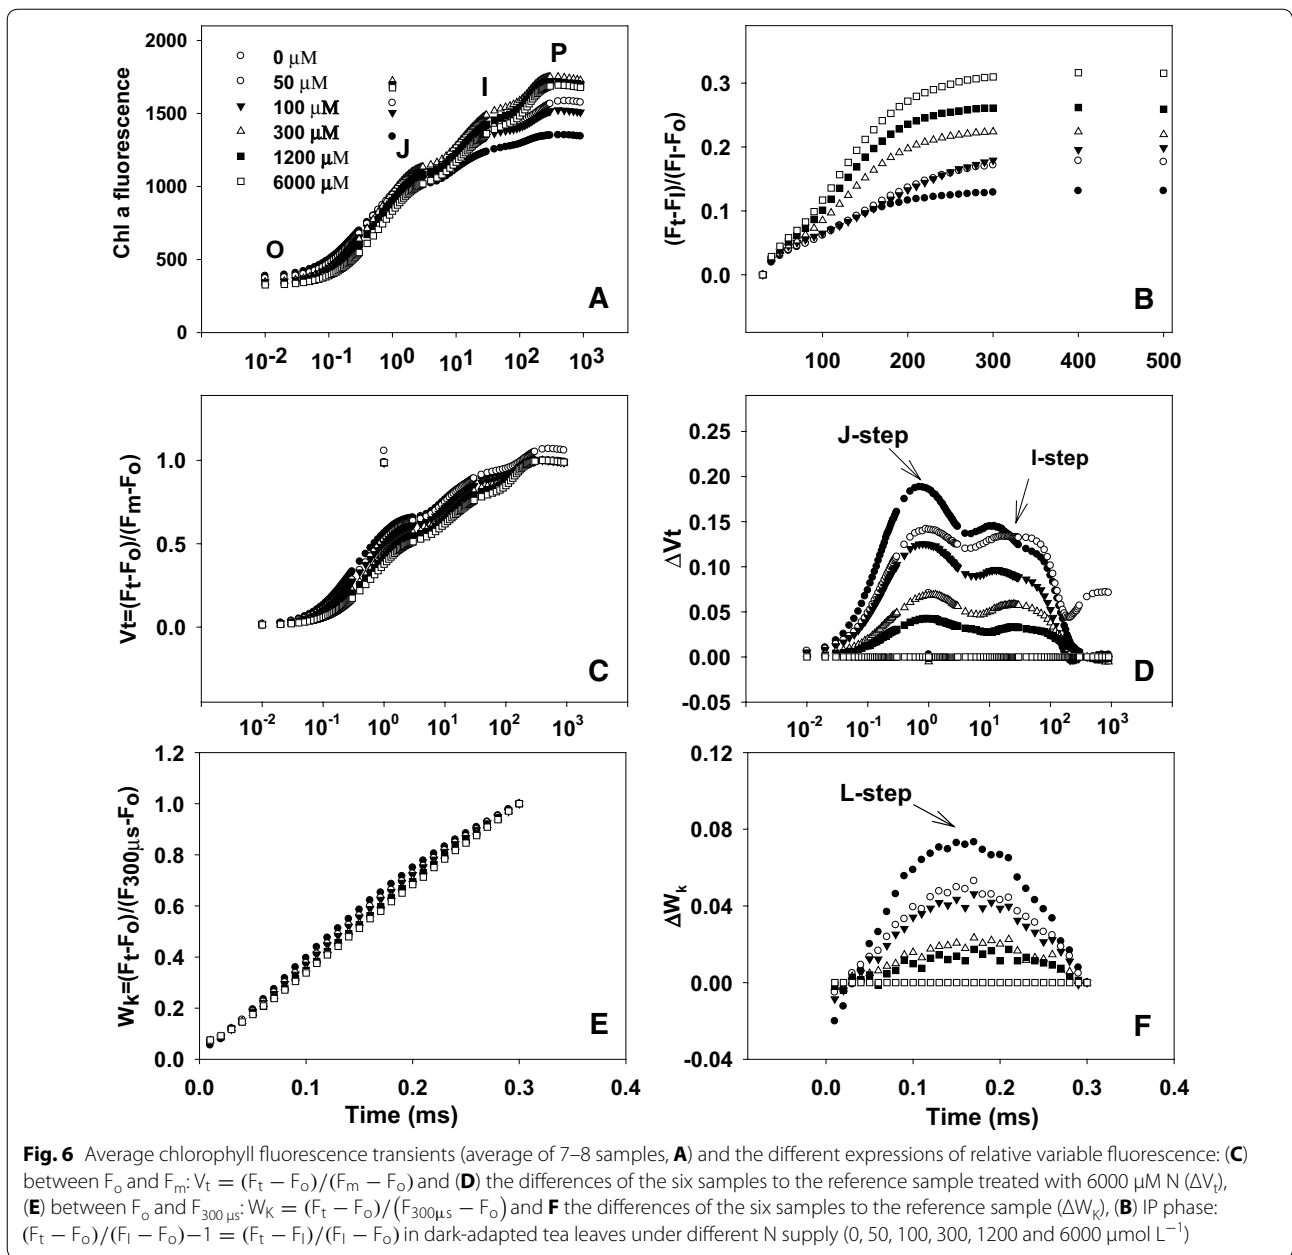 2000
1500
1000
500
0
Chl a fluorescence
0 μM
50 μM
100 μM
300 μM
1200 μM
6000 μM
O
J
I
P
A
10⁻² 10⁻¹ 10⁰ 10¹ 10² 10³
0.3
0.2
0.1
0.0
(Ft-FI)/(FI-FO)
B
100 200 300 400 500
1.0
0.5
0.0
Vt=(Ft-FO)/(Fm-FO)
C
10⁻² 10⁻¹ 10⁰ 10¹ 10² 10³
0.25
0.20
0.15
0.10
0.05
0.00
-0.05
ΔVt
J-step
I-step
D
10⁻² 10⁻¹ 10⁰ 10¹ 10² 10³
1.2
1.0
0.8
0.6
0.4
0.2
0.0
Wk=(Ft-FO)/(F300μs-FO)
E
0.0 0.1 0.2 0.3 0.4
Time (ms)
0.12
0.08
0.04
0.00
-0.04
ΔWk
L-step
F
0.0 0.1 0.2 0.3 0.4
Time (ms)
Fig. 6 Average chlorophyll fluorescence transients (average of 7–8 samples, A) and the different expressions of relative variable fluorescence: (C)
between Fo and Fm: Vt = (Ft − Fo)/(Fm − Fo) and (D) the differences of the six samples to the reference sample treated with 6000 μM N (ΔVt),
(E) between Fo and F300 μs: WK = (Ft − Fo)/(F300μs − Fo) and F the differences of the six samples to the reference sample (ΔWK), (B) IP phase:
(Ft − Fo)/(FI − Fo)−1 = (Ft − FI)/(FI − Fo) in dark-adapted tea leaves under different N supply (0, 50, 100, 300, 1200 and 6000 μmol L⁻¹)